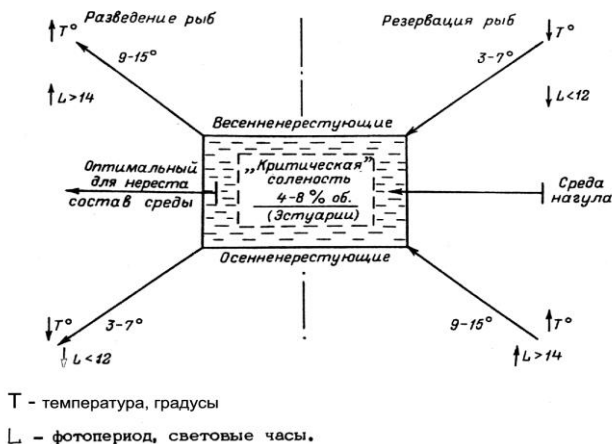 Разведение рыб
Резервация рыб
↑T°
9-15°
↓T°
3-7°
↑L>14
↓L<12
Весенненерестующие
Оптимальный
для нереста
состав среды
„Критическая”
соленость
4-8 % об.
(Эстуарии)
Среда
нагула
Осенненерестующие
↓T°
3-7°
⇓L<12
9-15°
↑T°
↑L>14
T - температура, градусы
L - фотопериод, световые часы.